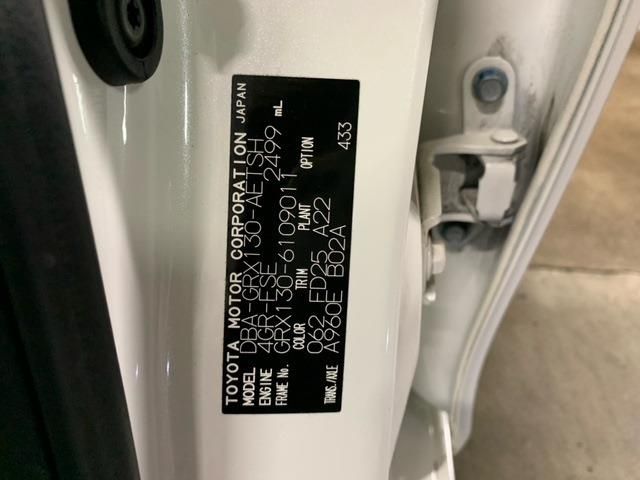 TOYOTA MOTOR CORPORATION JAPAN
MODEL DBA-GRX130-AETSH
ENGINE 4GR-FSE 2499 mL
FRAME No. GRX130-6109011
COLOR TRIM PLANT OPTION
062 FD25 A22 433
TRANS./AXLE A960E B02A